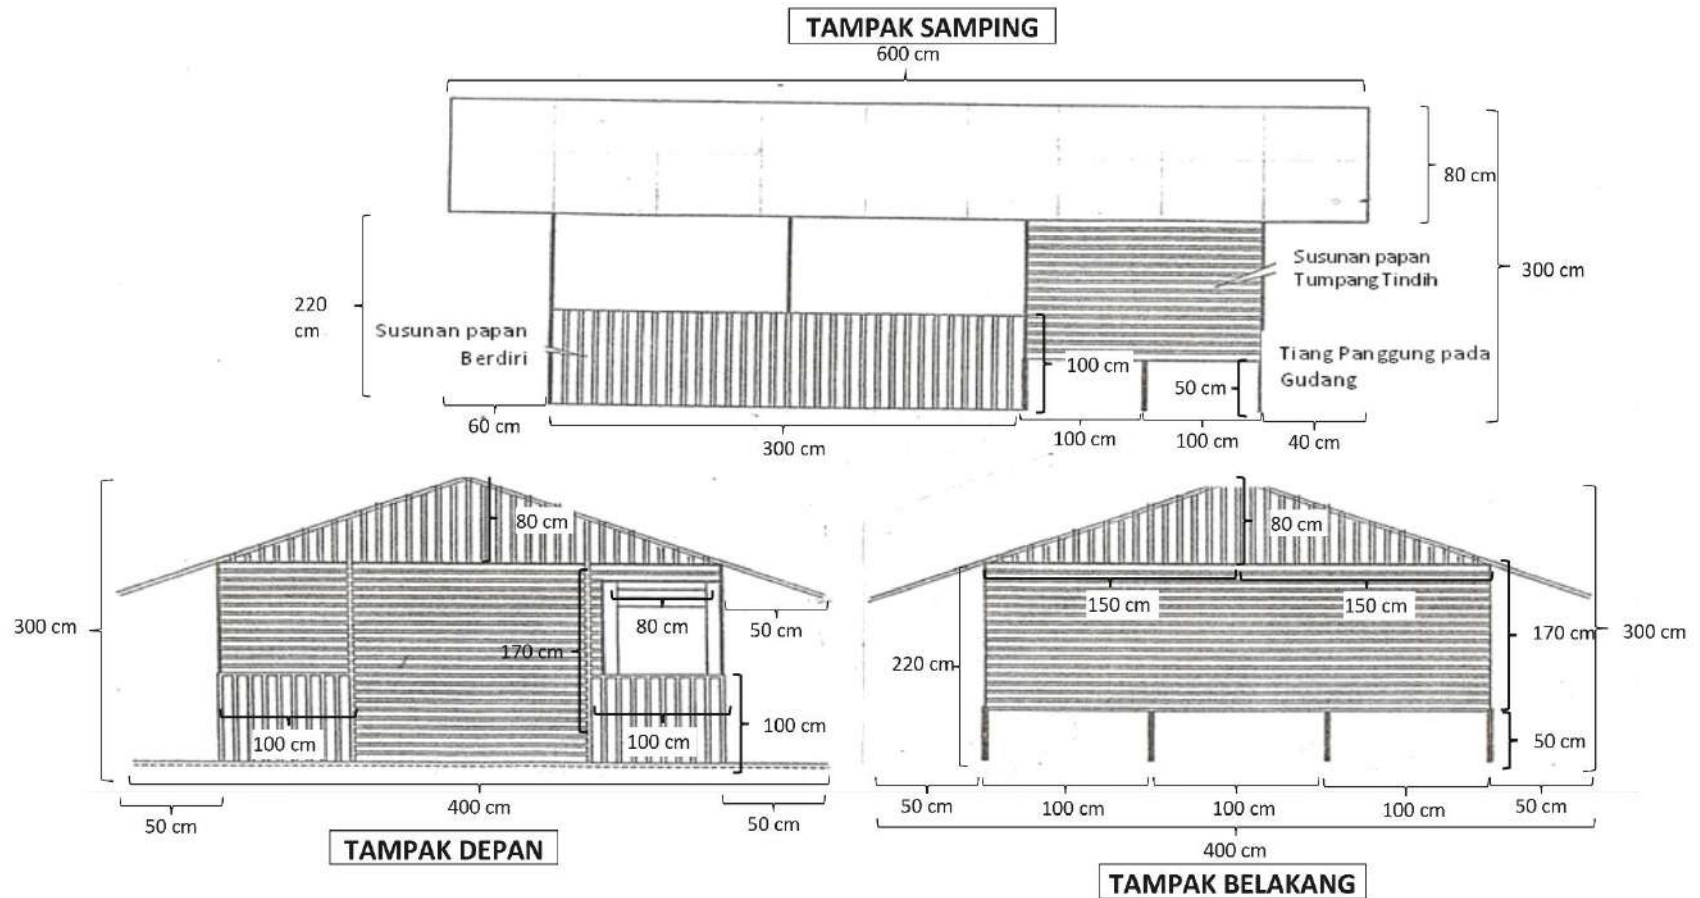 TAMPAK SAMPING
600 cm
80 cm
300 cm
Susunan papan
TumpangTindih
220
cm
Susunan papan
Berdiri
100 cm
50 cm
Tiang Panggung pada
Gudang
60 cm
300 cm
100 cm
100 cm
40 cm
300 cm
80 cm
80 cm
170 cm
50 cm
100 cm
100 cm
100 cm
50 cm
400 cm
50 cm
TAMPAK DEPAN
80 cm
150 cm
150 cm
220 cm
170 cm
300 cm
50 cm
50 cm
100 cm
100 cm
100 cm
50 cm
400 cm
TAMPAK BELAKANG